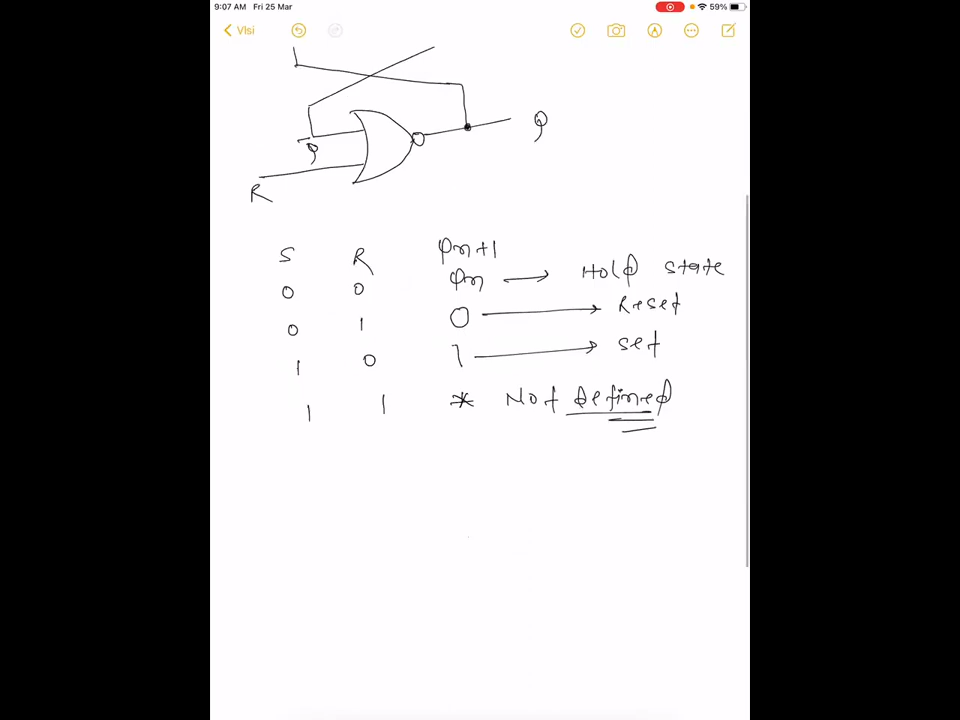 9:07 AM Fri 25 Mar 59%
Vlsi
Q
Q
R
S R Qn+1
0 0 Qn → Hold state
0 1 0 → Reset
1 0 1 → set
1 1 * Not defined